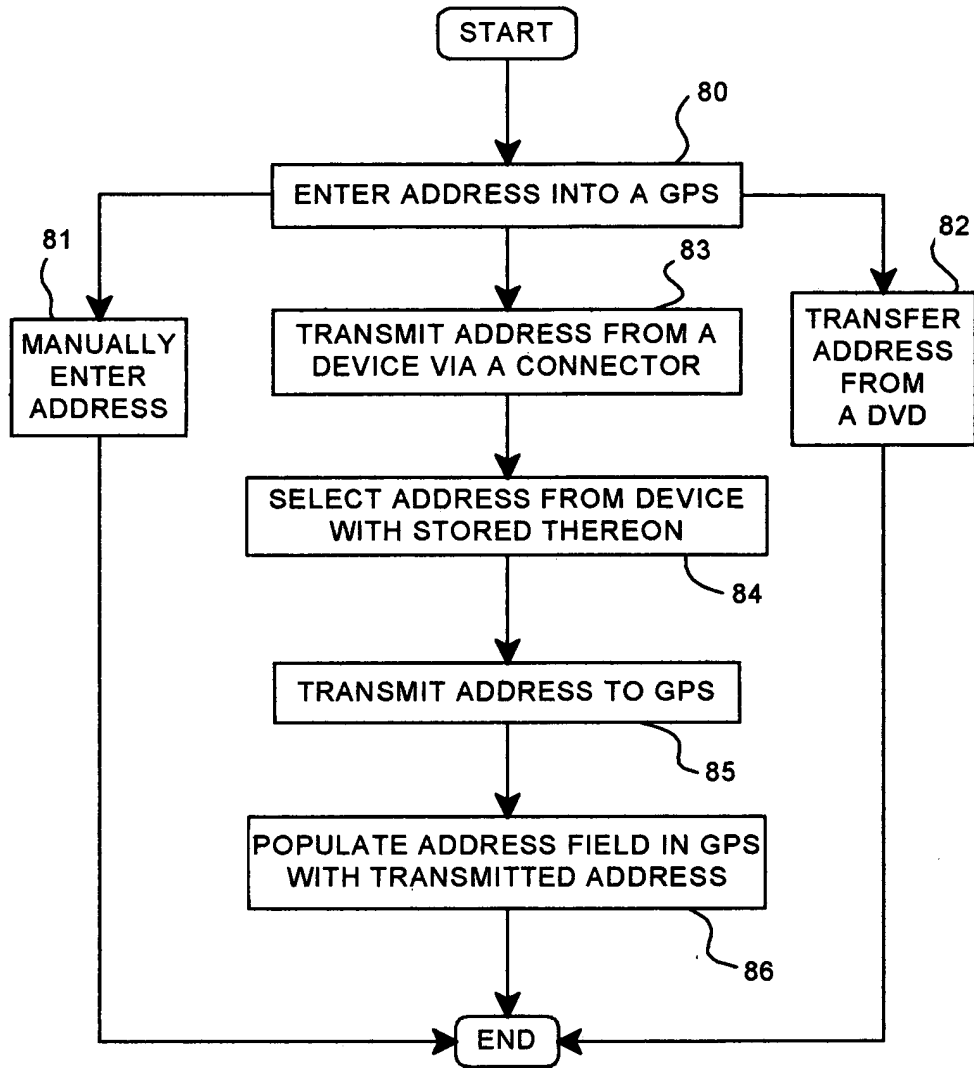 START
80
ENTER ADDRESS INTO A GPS
81
83
82
MANUALLY
ENTER
ADDRESS
TRANSMIT ADDRESS FROM A
DEVICE VIA A CONNECTOR
TRANSFER
ADDRESS
FROM
A DVD
SELECT ADDRESS FROM DEVICE
WITH STORED THEREON
84
TRANSMIT ADDRESS TO GPS
85
POPULATE ADDRESS FIELD IN GPS
WITH TRANSMITTED ADDRESS
86
END